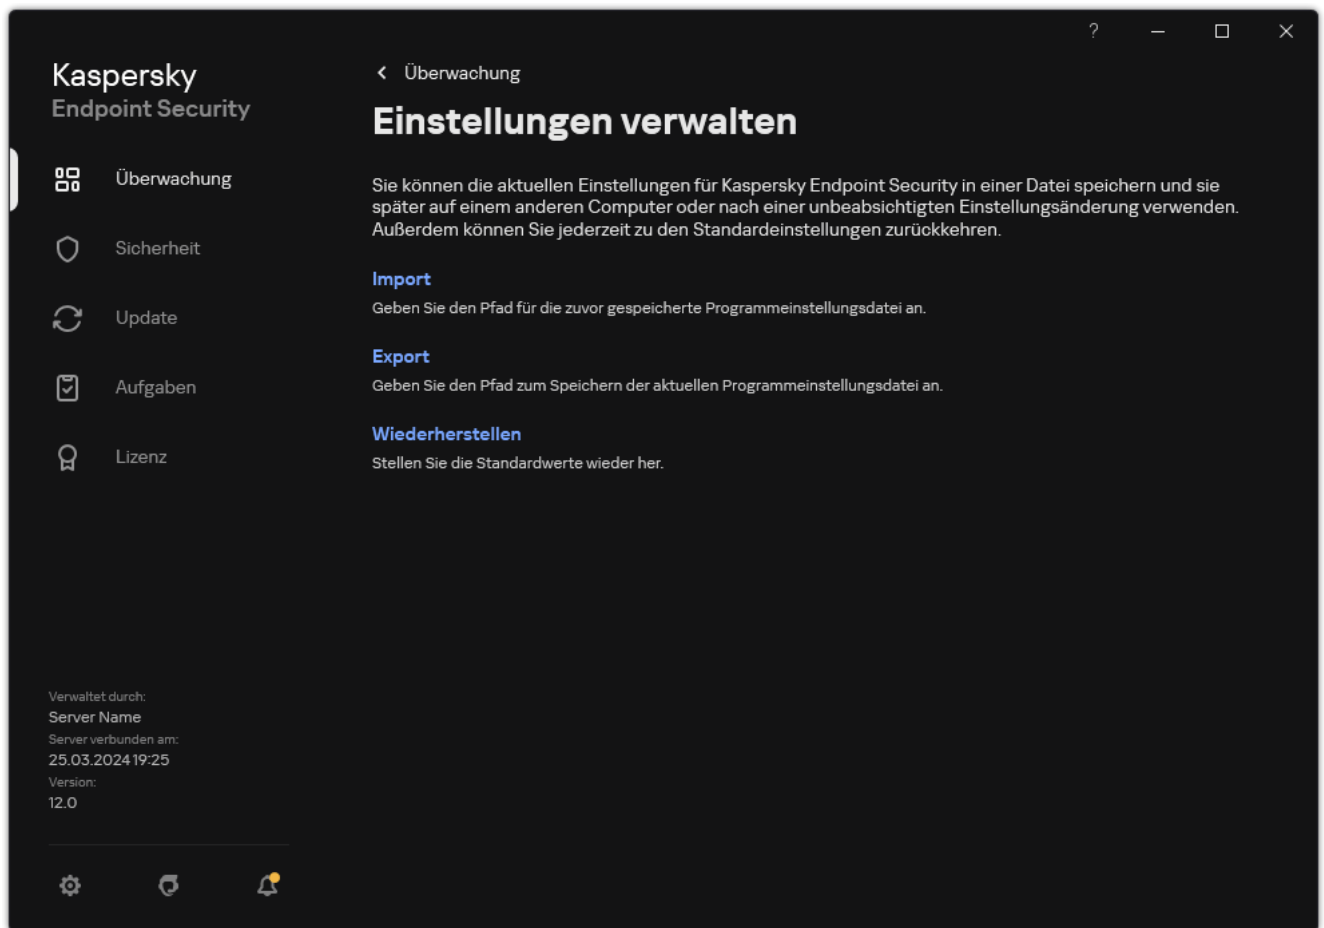 ?
Kaspersky
Endpoint Security
Überwachung
Sicherheit
Update
Aufgaben
Lizenz
Verwaltet durch:
Server Name
Server verbunden am:
25.03.2024 19:25
Version:
12.0
Überwachung
Einstellungen verwalten
Sie können die aktuellen Einstellungen für Kaspersky Endpoint Security in einer Datei speichern und sie
später auf einem anderen Computer oder nach einer unbeabsichtigten Einstellungsänderung verwenden.
Außerdem können Sie jederzeit zu den Standardeinstellungen zurückkehren.
Import
Geben Sie den Pfad für die zuvor gespeicherte Programmeinstellungsdatei an.
Export
Geben Sie den Pfad zum Speichern der aktuellen Programmeinstellungsdatei an.
Wiederherstellen
Stellen Sie die Standardwerte wieder her.